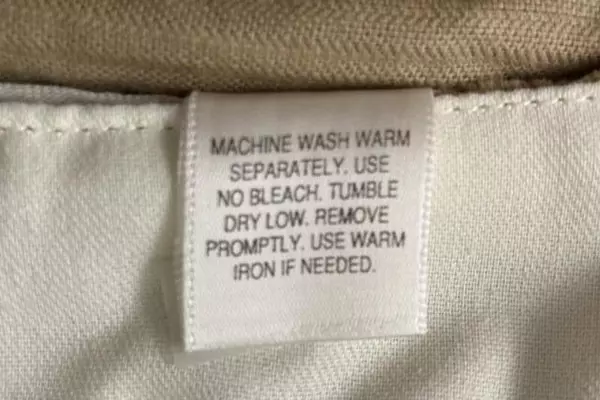 MACHINE WASH WARM
SEPARATELY. USE
NO BLEACH. TUMBLE
DRY LOW. REMOVE
PROMPTLY. USE WARM
IRON IF NEEDED.